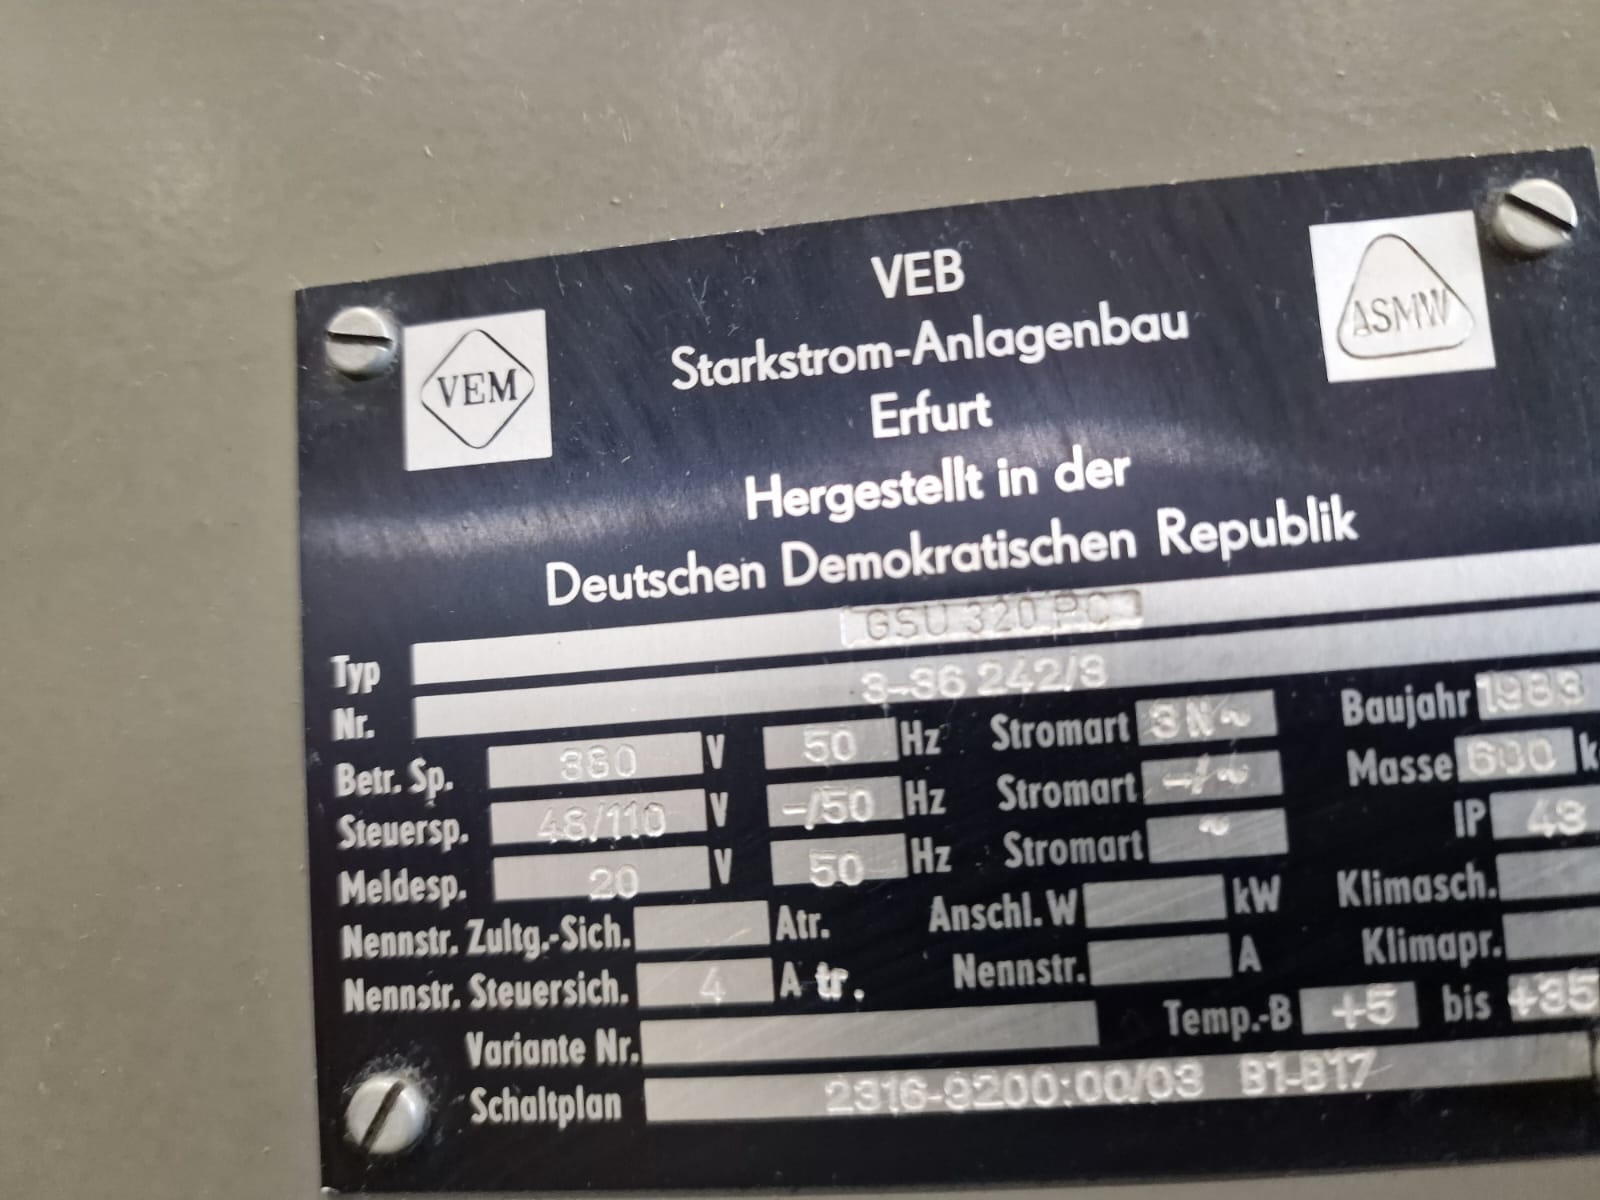 VEM
ASMW
VEB
Starkstrom-Anlagenbau
Erfurt
Hergestellt in der
Deutschen Demokratischen Republik
Typ GSU 320 PC
Nr. 3-36 242/3
Betr. Sp. 380 V 50 Hz Stromart 3 N~ Baujahr 1983
Steuersp. 48/110 V -/50 Hz Stromart -/~ Masse 600 k
Meldesp. 20 V 50 Hz Stromart ~ IP 43
Nennstr. Zultg.-Sich. Atr. Anschl. W kW Klimasch.
Nennstr. Steuersich. 4 A tr. Nennstr. A Klimapr.
Variante Nr. Temp.-B +5 bis +35
Schaltplan 2316-9200:00/03 B1-B17